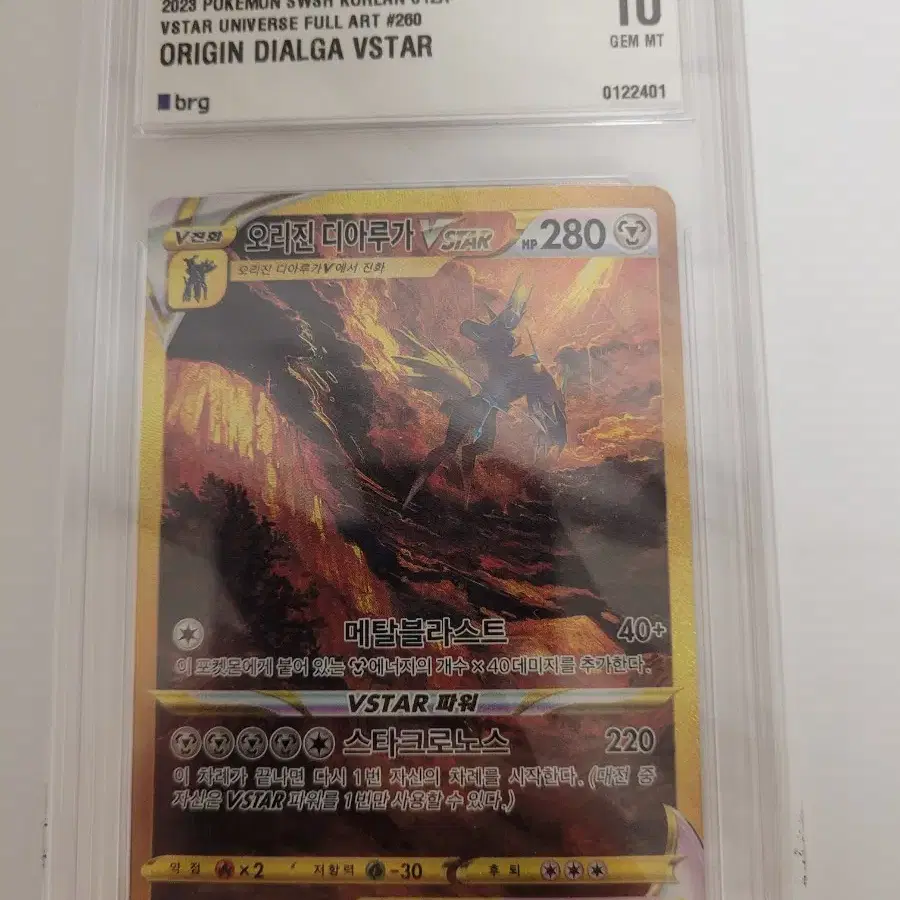 2023 POKEMON SWSH KOREAN S12A
VSTAR UNIVERSE FULL ART #260
ORIGIN DIALGA VSTAR
10
GEM MT
brg
0122401
V진화
오리진 디아루가 VSTAR
HP 280
오리진 디아루가V에서 진화
메탈블라스트 40+
이 포켓몬에게 붙어 있는 에너지의 개수 × 40데미지를 추가한다.
VSTAR 파워
스타크로노스 220
이 차례가 끝나면 다시 1번 자신의 차례를 시작한다. (대전 중
자신은 VSTAR 파워를 1번만 사용할 수 있다.)
약점 ×2 저항력 -30 후퇴